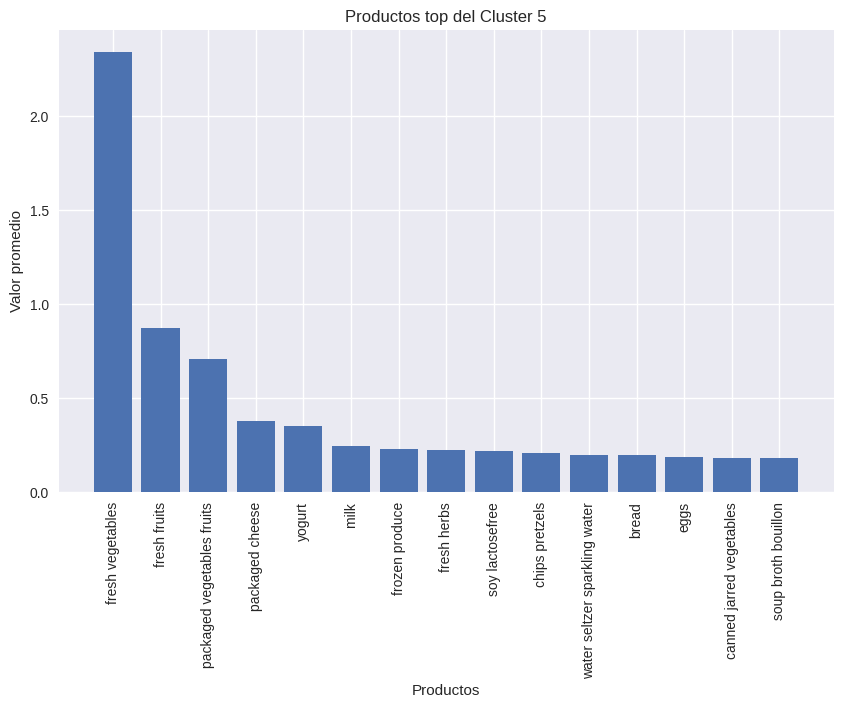 Productos top del Cluster 5
Valor promedio
2.0
1.5
1.0
0.5
0.0
fresh vegetables
fresh fruits
packaged vegetables fruits
packaged cheese
yogurt
milk
frozen produce
fresh herbs
soy lactosefree
chips pretzels
water seltzer sparkling water
bread
eggs
canned jarred vegetables
soup broth bouillon
Productos